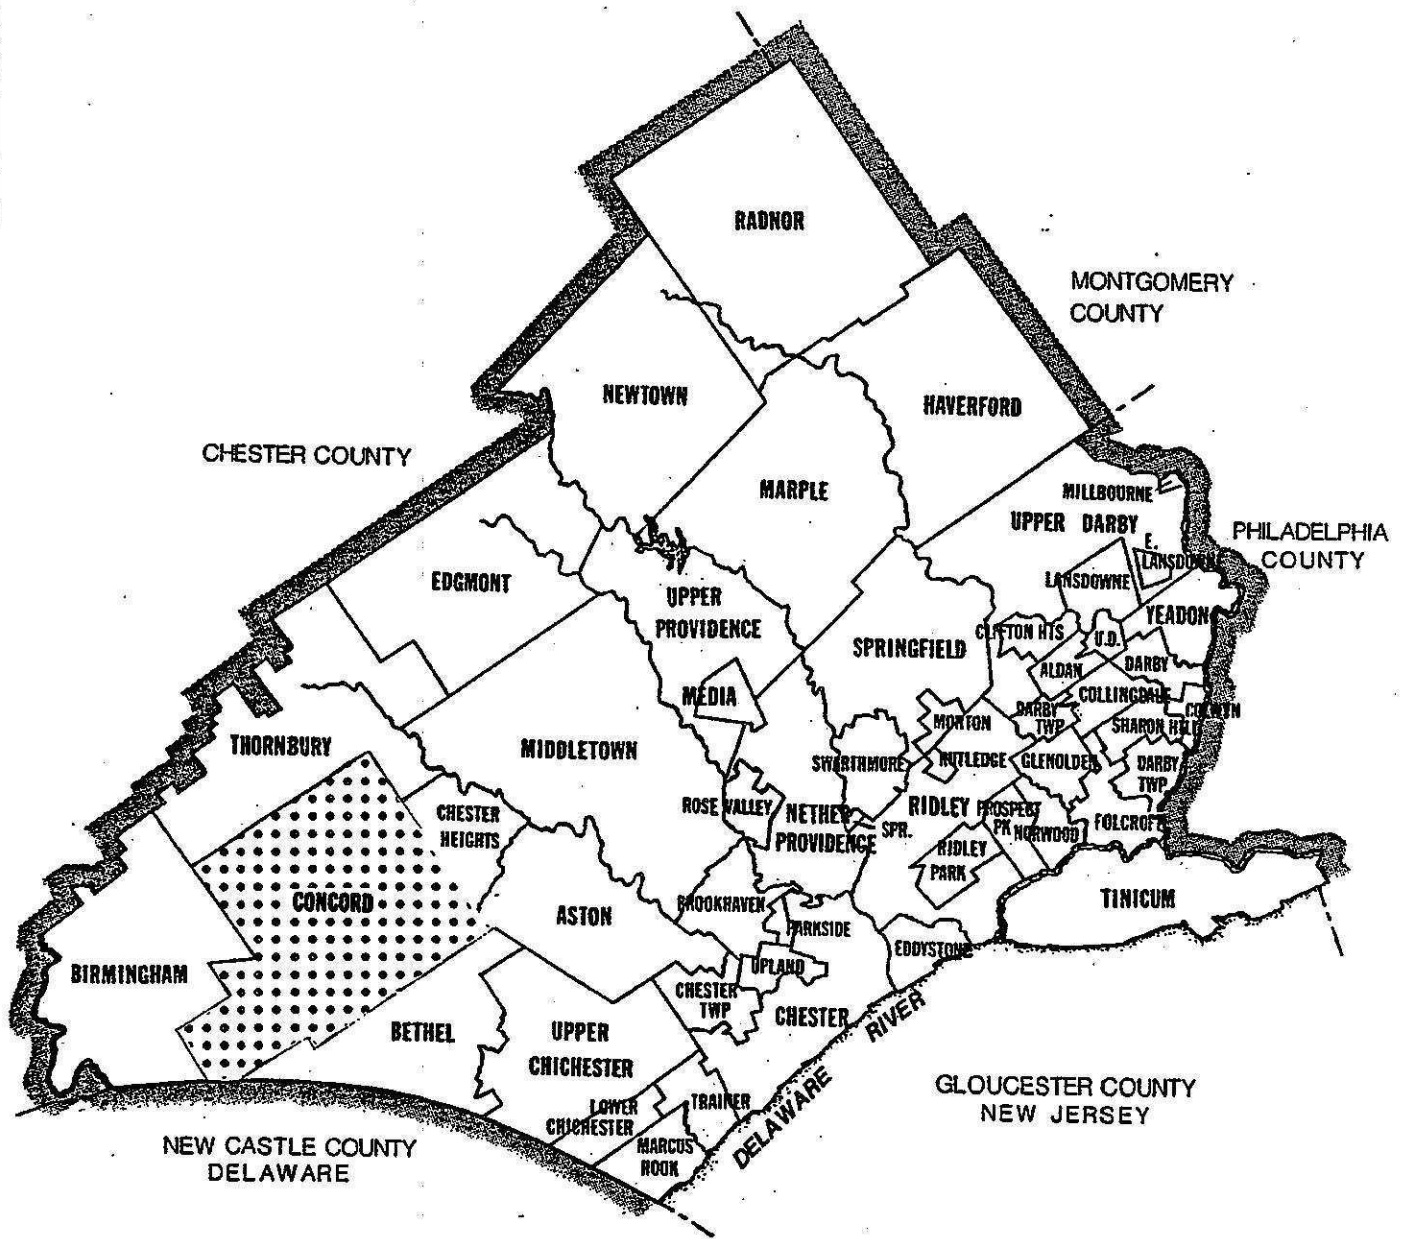 RADNOR
MONTGOMERY
COUNTY
NEWTOWN
HAVERFORD
CHESTER COUNTY
MARPLE
MILLBOURNE
UPPER DARBY
PHILADELPHIA
COUNTY
E.
LANSDOWNE
LANSDOWNE
EDGMONT
UPPER
PROVIDENCE
YEADON
CLIFTON HTS
U.D.
SPRINGFIELD
ALDAN
DARBY
MEDIA
COLLINGDALE
COLWYN
DARBY
TWP
MORTON
SHARON HILL
THORNBURY
MIDDLETOWN
SWARTHMORE
RUTLEDGE
GLENOLDEN
DARBY
TWP
CHESTER
HEIGHTS
ROSE VALLEY
NETHER
PROVIDENCE
SPR.
RIDLEY
PROSPECT
PK
NORWOOD
FOLCROFT
RIDLEY
PARK
CONCORD
ASTON
BROOKHAVEN
PARKSIDE
TINICUM
EDDYSTONE
BIRMINGHAM
UPLAND
CHESTER
TWP
CHESTER
BETHEL
UPPER
CHICHESTER
DELAWARE RIVER
LOWER
CHICHESTER
TRAINER
MARCUS
HOOK
GLOUCESTER COUNTY
NEW JERSEY
NEW CASTLE COUNTY
DELAWARE